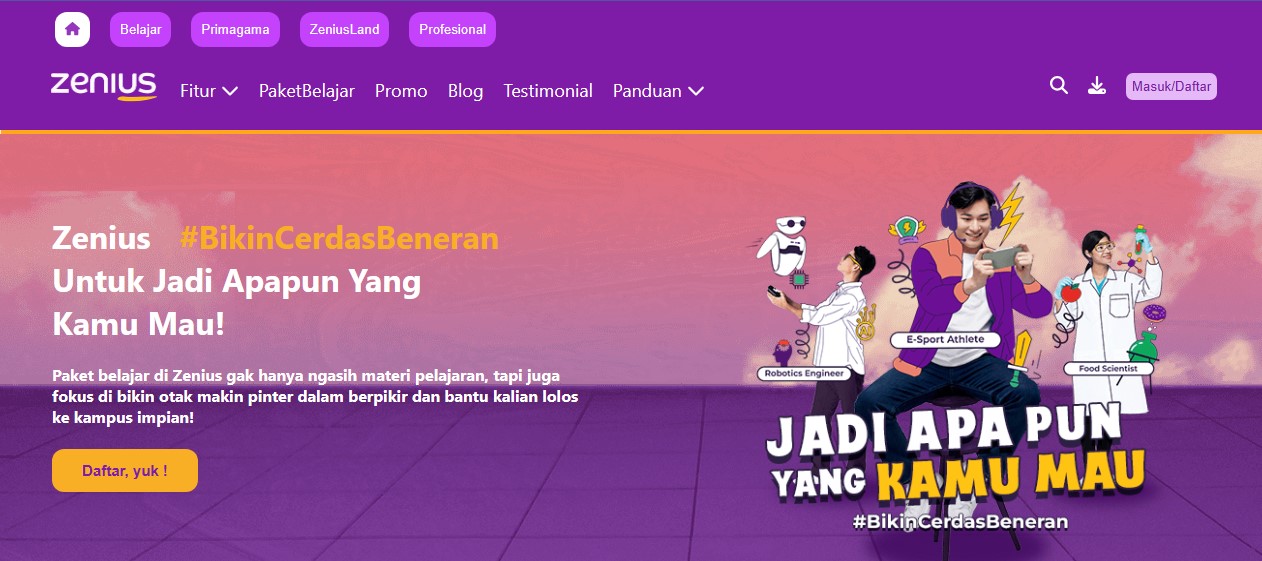 Belajar Primagama ZeniusLand Profesional
zenius Fitur PaketBelajar Promo Blog Testimonial Panduan Masuk/Daftar
Zenius #BikinCerdasBeneran
Untuk Jadi Apapun Yang
Kamu Mau!
Paket belajar di Zenius gak hanya ngasih materi pelajaran, tapi juga
fokus di bikin otak makin pinter dalam berpikir dan bantu kalian lolos
ke kampus impian!
Daftar, yuk !
E-Sport Athlete
Robotics Engineer
Food Scientist
JADI APA PUN
YANG KAMU MAU
#BikinCerdasBeneran